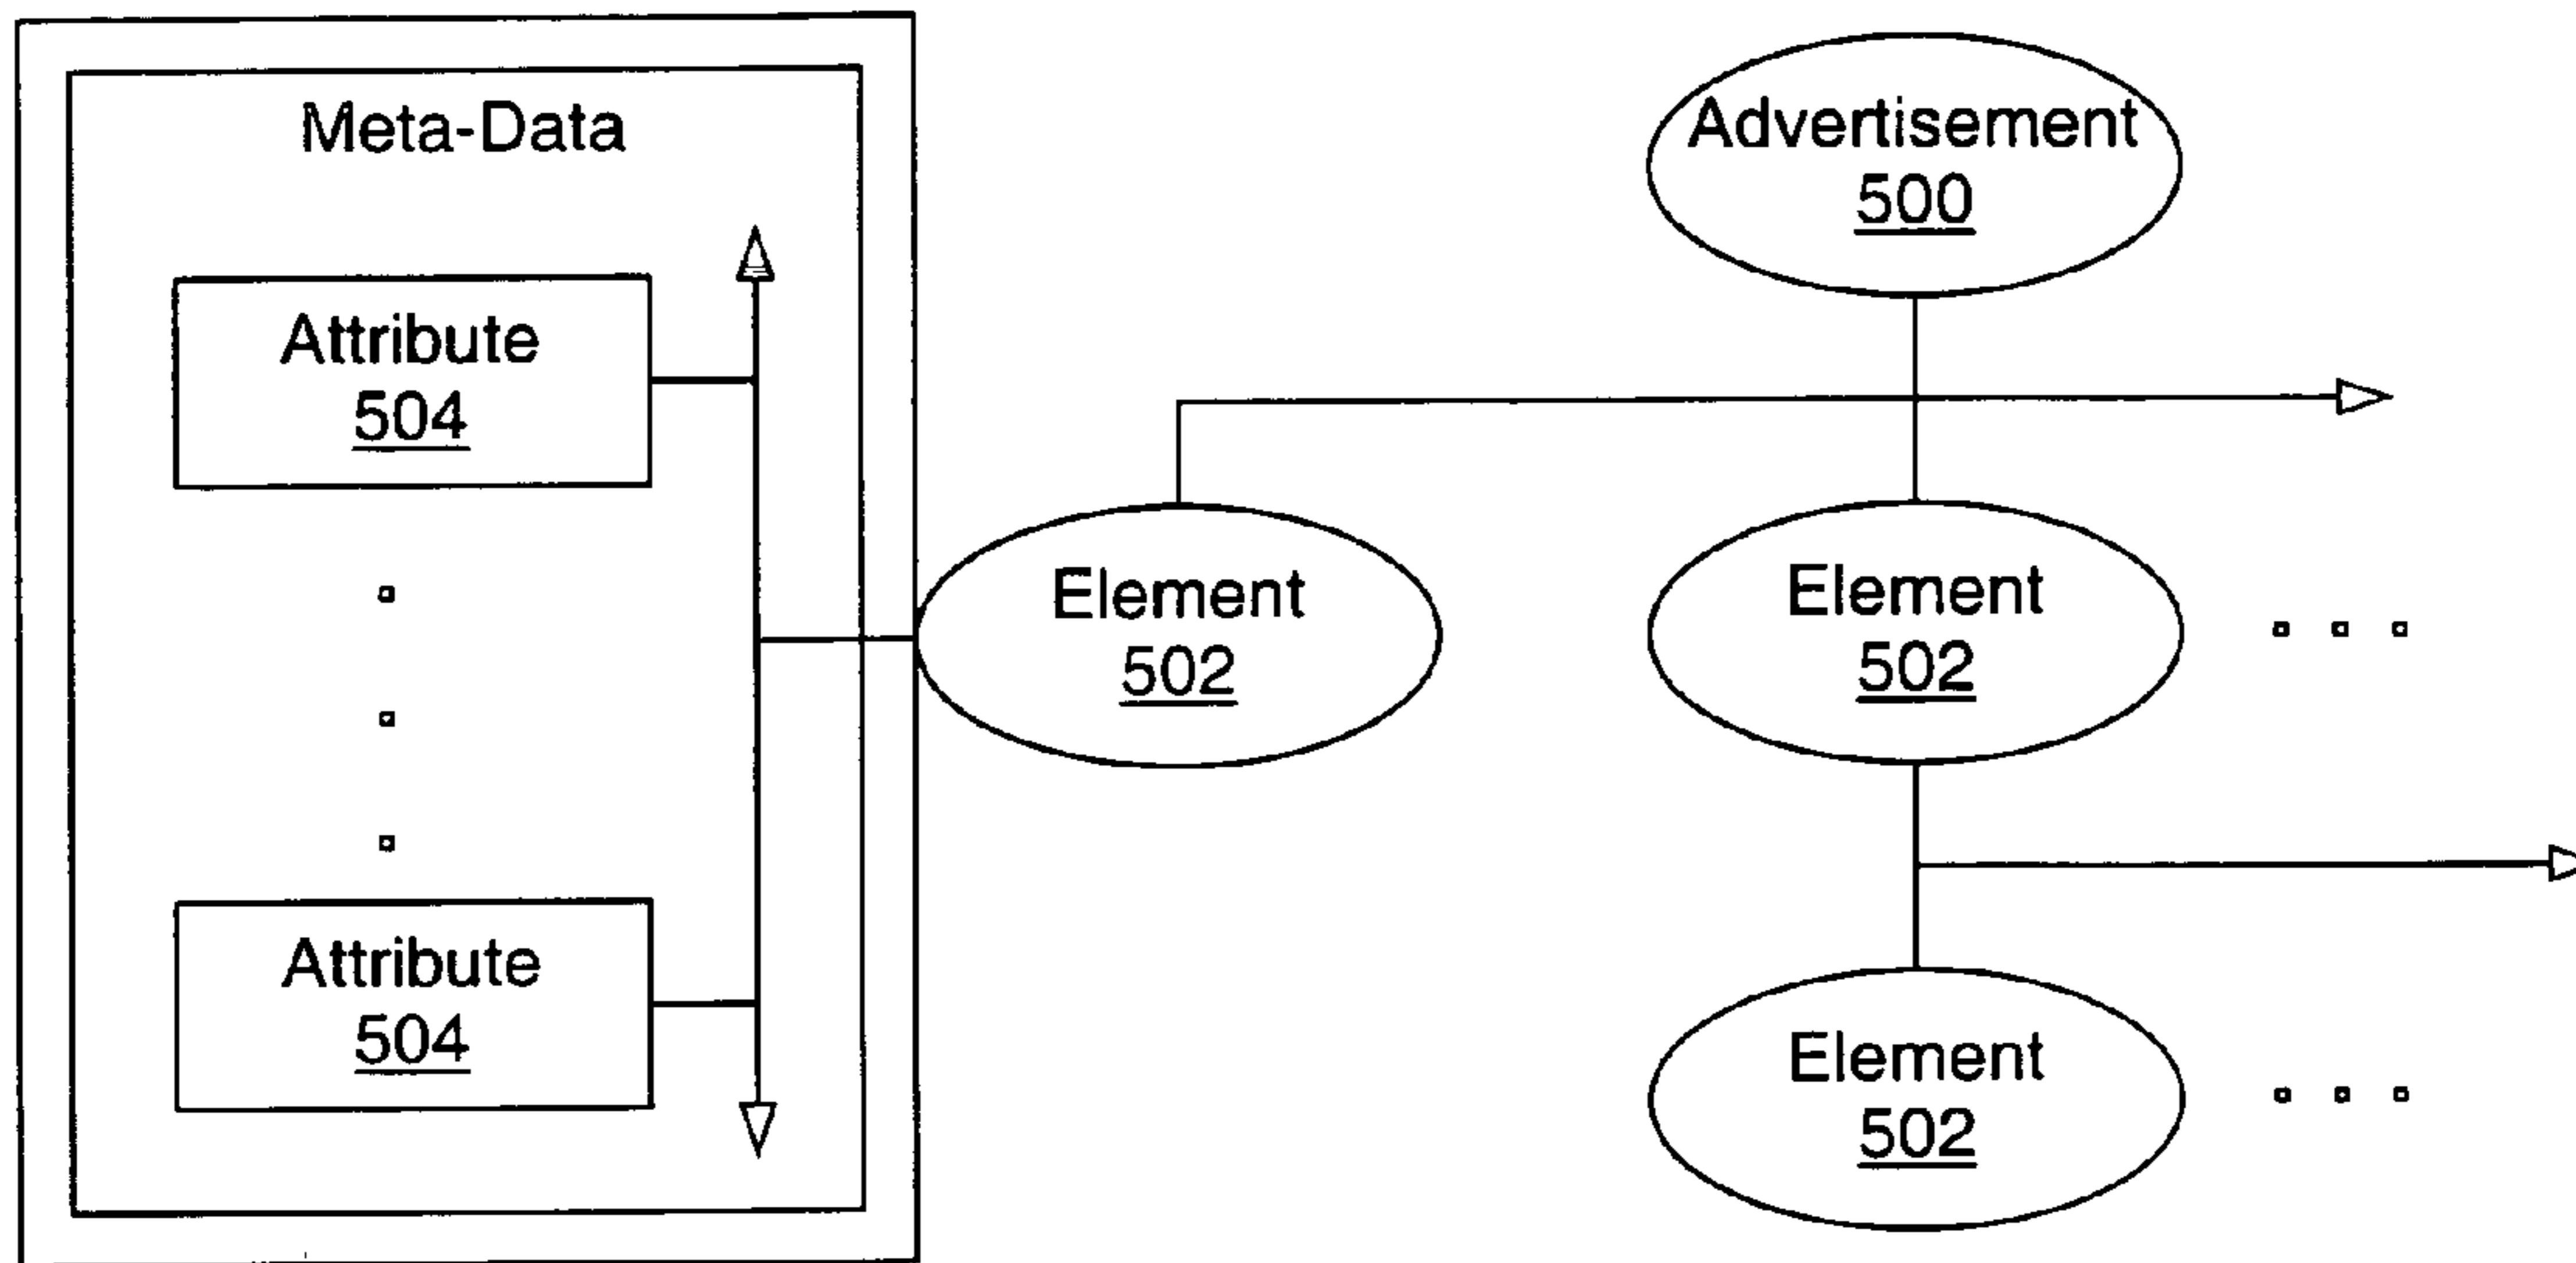 Meta-Data
Attribute
504
Attribute
504
Advertisement
500
Element
502
Element
502
Element
502